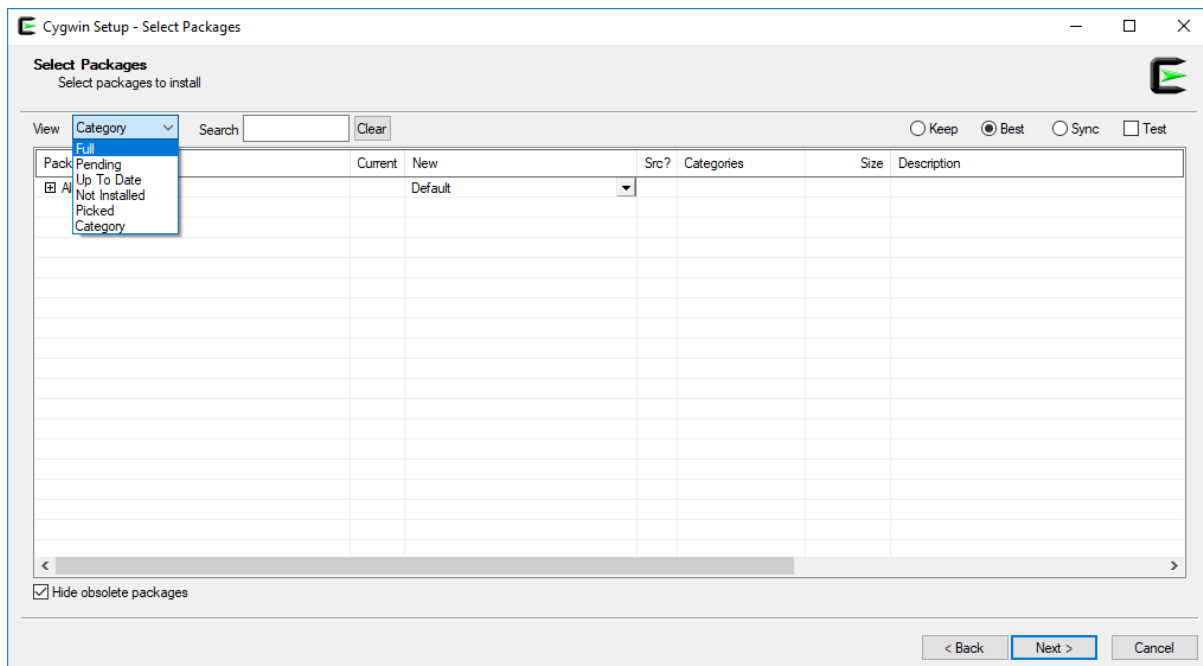 Cygwin Setup - Select Packages
Select Packages
Select packages to install
View Category Search Clear Keep Best Sync Test
Full
Pending
Up To Date
Not Installed
Picked
Category
Current New Src? Categories Size Description
Default
Hide obsolete packages
< Back Next > Cancel